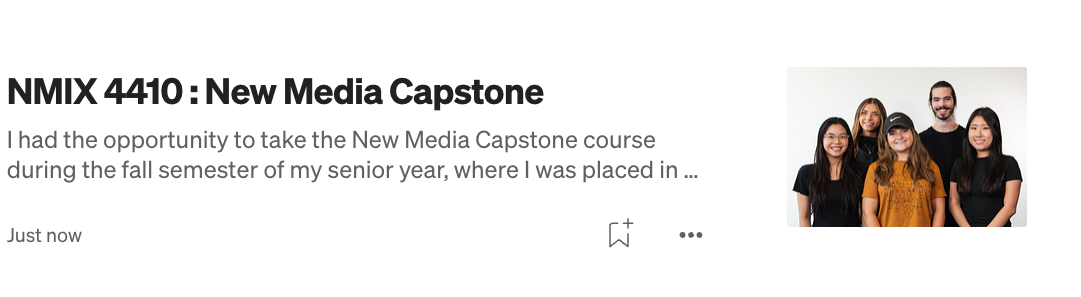 NMIX 4410 : New Media Capstone
I had the opportunity to take the New Media Capstone course
during the fall semester of my senior year, where I was placed in ...
Just now